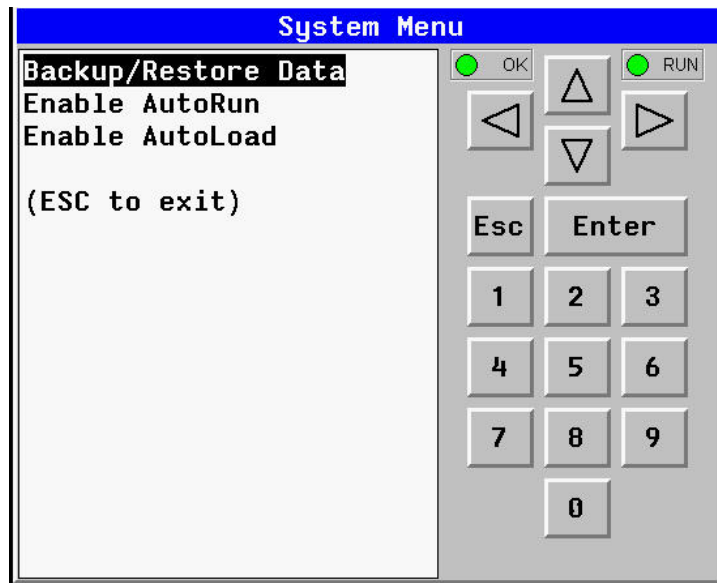 System Menu
Backup/Restore Data
Enable AutoRun
Enable AutoLoad
(ESC to exit)
OK
RUN
Esc
Enter
1 2 3
4 5 6
7 8 9
0